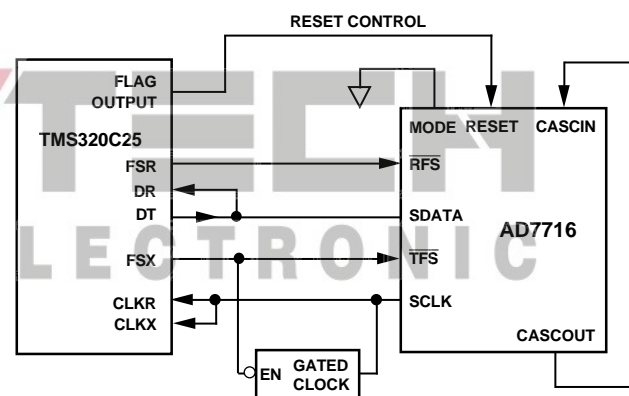 RESET CONTROL
FLAG
OUTPUT
TMS320C25
FSR
DR
DT
FSX
CLKR
CLKX
MODE RESET CASCIN
RFS
SDATA
AD7716
TFS
SCLK
CASCOUT
EN GATED
CLOCK
TECH
LECTRONIC